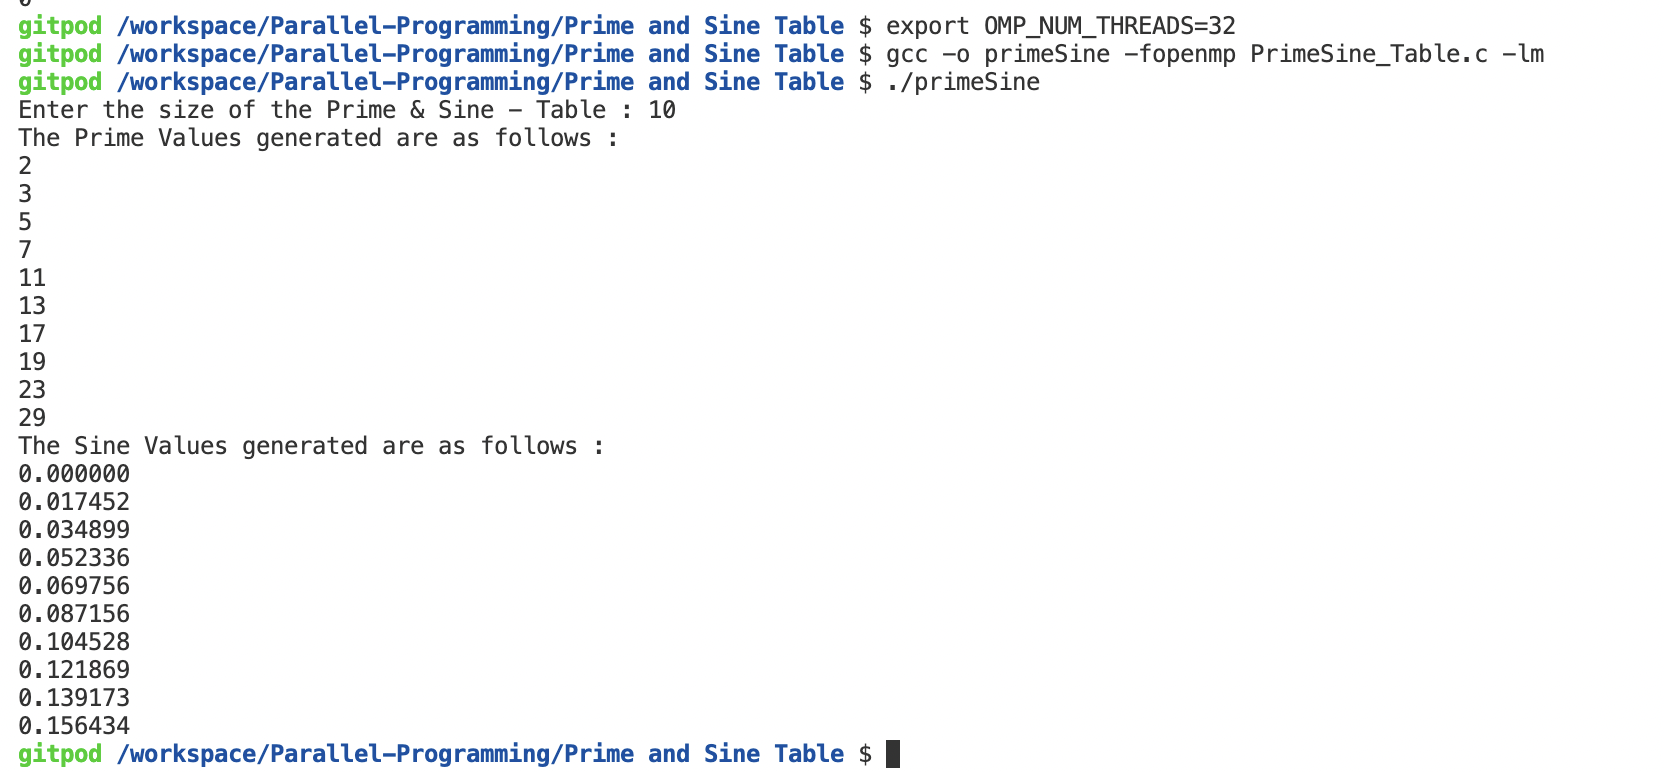 gitpod /workspace/Parallel-Programming/Prime and Sine Table $ export OMP_NUM_THREADS=32
gitpod /workspace/Parallel-Programming/Prime and Sine Table $ gcc -o primeSine -fopenmp PrimeSine_Table.c -lm
gitpod /workspace/Parallel-Programming/Prime and Sine Table $ ./primeSine
Enter the size of the Prime & Sine - Table : 10
The Prime Values generated are as follows :
2
3
5
7
11
13
17
19
23
29
The Sine Values generated are as follows :
0.000000
0.017452
0.034899
0.052336
0.069756
0.087156
0.104528
0.121869
0.139173
0.156434
gitpod /workspace/Parallel-Programming/Prime and Sine Table $